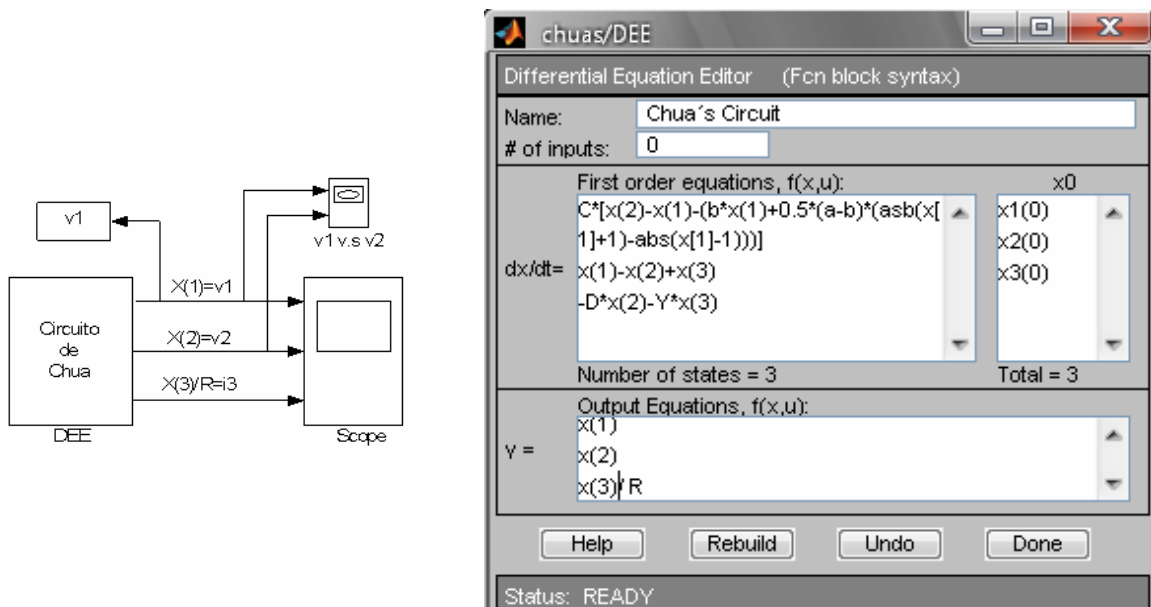 v1
v1 v.s v2
X(1)=v1
X(2)=v2
X(3)/R=i3
Circuito
de
Chua
DEE
Scope
chuas/DEE
Differential Equation Editor (Fcn block syntax)
Name: Chua´s Circuit
# of inputs: 0
First order equations, f(x,u): x0
C*[x(2)-x(1)-(b*x(1)+0.5*(a-b)*(asb(x[ x1(0)
1]+1)-abs(x[1]-1)))] x2(0)
dx/dt= x(1)-x(2)+x(3) x3(0)
-D*x(2)-Y*x(3)
Number of states = 3 Total = 3
Output Equations, f(x,u):
x(1)
y = x(2)
x(3)/R
Help Rebuild Undo Done
Status: READY